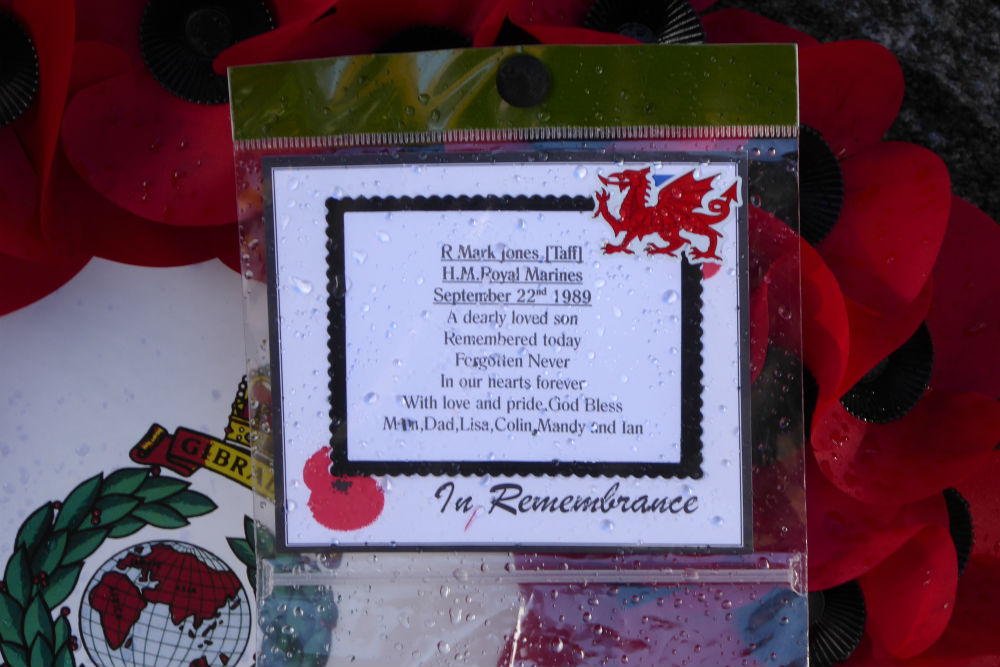 R Mark Jones [Taff]
H.M.Royal Marines
September 22nd 1989
A dearly loved son
Remembered today
Forgotten Never
In our hearts forever
With love and pride.God Bless
Mum,Dad,Lisa,Colin,Mandy and Ian
In Remembrance
GIBRA